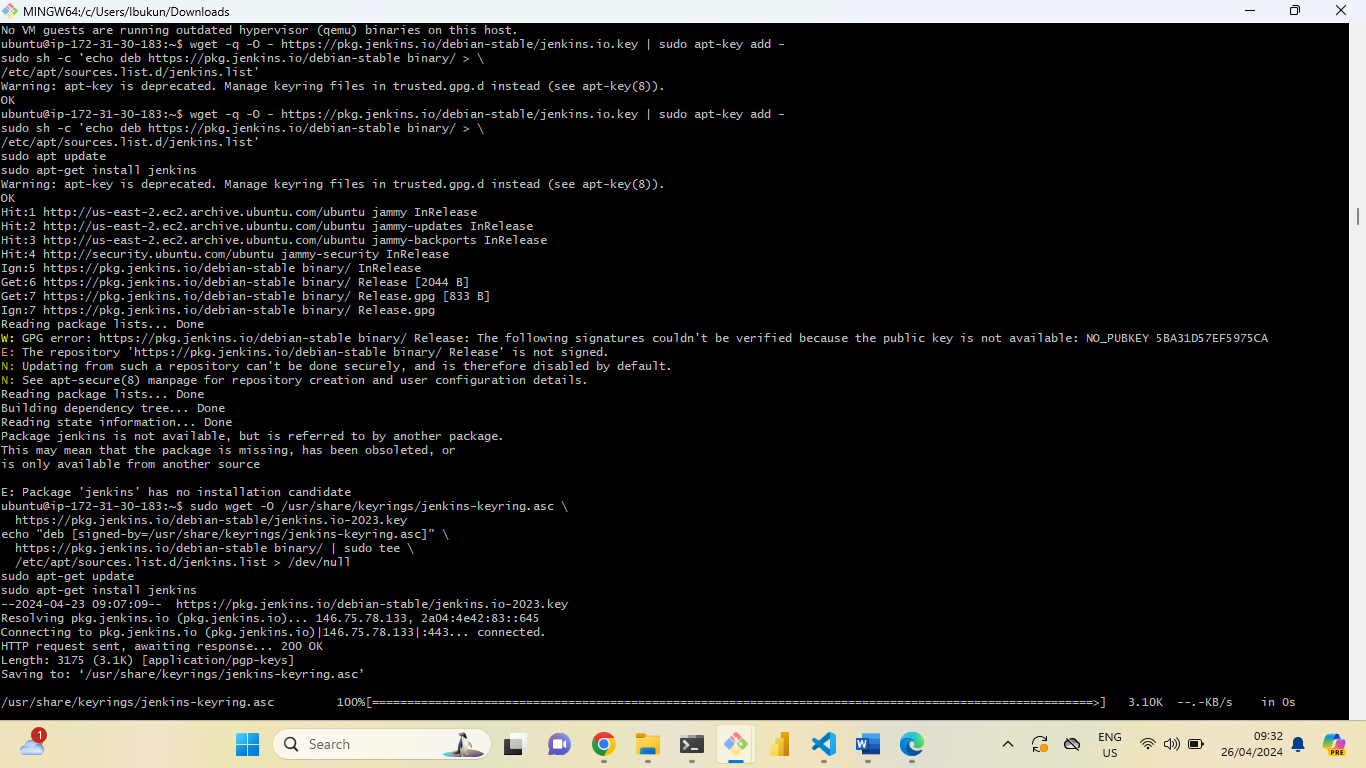 MINGW64:/c/Users/Ibukun/Downloads
No VM guests are running outdated hypervisor (qemu) binaries on this host.
ubuntu@ip-172-31-30-183:~$ wget -q -O - https://pkg.jenkins.io/debian-stable/jenkins.io.key | sudo apt-key add -
sudo sh -c 'echo deb https://pkg.jenkins.io/debian-stable binary/ > \
/etc/apt/sources.list.d/jenkins.list'
Warning: apt-key is deprecated. Manage keyring files in trusted.gpg.d instead (see apt-key(8)).
OK
ubuntu@ip-172-31-30-183:~$ wget -q -O - https://pkg.jenkins.io/debian-stable/jenkins.io.key | sudo apt-key add -
sudo sh -c 'echo deb https://pkg.jenkins.io/debian-stable binary/ > \
/etc/apt/sources.list.d/jenkins.list'
sudo apt update
sudo apt-get install jenkins
Warning: apt-key is deprecated. Manage keyring files in trusted.gpg.d instead (see apt-key(8)).
OK
Hit:1 http://us-east-2.ec2.archive.ubuntu.com/ubuntu jammy InRelease
Hit:2 http://us-east-2.ec2.archive.ubuntu.com/ubuntu jammy-updates InRelease
Hit:3 http://us-east-2.ec2.archive.ubuntu.com/ubuntu jammy-backports InRelease
Hit:4 http://security.ubuntu.com/ubuntu jammy-security InRelease
Ign:5 https://pkg.jenkins.io/debian-stable binary/ InRelease
Get:6 https://pkg.jenkins.io/debian-stable binary/ Release [2044 B]
Get:7 https://pkg.jenkins.io/debian-stable binary/ Release.gpg [833 B]
Ign:7 https://pkg.jenkins.io/debian-stable binary/ Release.gpg
Reading package lists... Done
W: GPG error: https://pkg.jenkins.io/debian-stable binary/ Release: The following signatures couldn't be verified because the public key is not available: NO_PUBKEY 5BA31D57EF5975CA
E: The repository 'https://pkg.jenkins.io/debian-stable binary/ Release' is not signed.
N: Updating from such a repository can't be done securely, and is therefore disabled by default.
N: See apt-secure(8) manpage for repository creation and user configuration details.
Reading package lists... Done
Building dependency tree... Done
Reading state information... Done
Package jenkins is not available, but is referred to by another package.
This may mean that the package is missing, has been obsoleted, or
is only available from another source
E: Package 'jenkins' has no installation candidate
ubuntu@ip-172-31-30-183:~$ sudo wget -O /usr/share/keyrings/jenkins-keyring.asc \
https://pkg.jenkins.io/debian-stable/jenkins.io-2023.key
echo "deb [signed-by=/usr/share/keyrings/jenkins-keyring.asc]" \
https://pkg.jenkins.io/debian-stable binary/ | sudo tee \
/etc/apt/sources.list.d/jenkins.list > /dev/null
sudo apt-get update
sudo apt-get install jenkins
--2024-04-23 09:07:09-- https://pkg.jenkins.io/debian-stable/jenkins.io-2023.key
Resolving pkg.jenkins.io (pkg.jenkins.io)... 146.75.78.133, 2a04:4e42:83::645
Connecting to pkg.jenkins.io (pkg.jenkins.io)|146.75.78.133|:443... connected.
HTTP request sent, awaiting response... 200 OK
Length: 3175 (3.1K) [application/pgp-keys]
Saving to: ‘/usr/share/keyrings/jenkins-keyring.asc’
/usr/share/keyrings/jenkins-keyring.asc 100%[=======================================================================================================>] 3.10K --.-KB/s in 0s
1
Search
ENG
US
09:32
26/04/2024
PRE